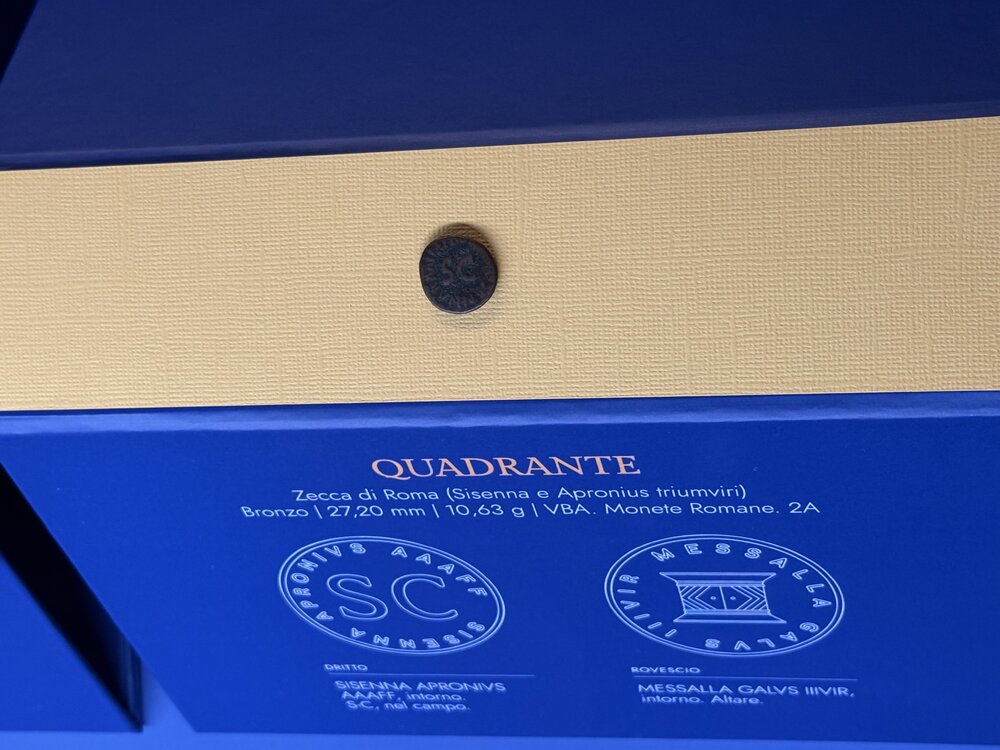 SC
QUADRANTE
Zecca di Roma (Sisenna e Apronius triumviri)
Bronzo | 27,20 mm | 10,63 g | VBA. Monete Romane. 2A
APRONIVS AAAFF SISENNA
SC
MESSALLA GALVS IIIVIR
DRITTO
SISENNA APRONIVS
AAAFF, intorno.
S·C, nel campo.
ROVESCIO
MESSALLA GALVS IIIVIR,
intorno. Altare.